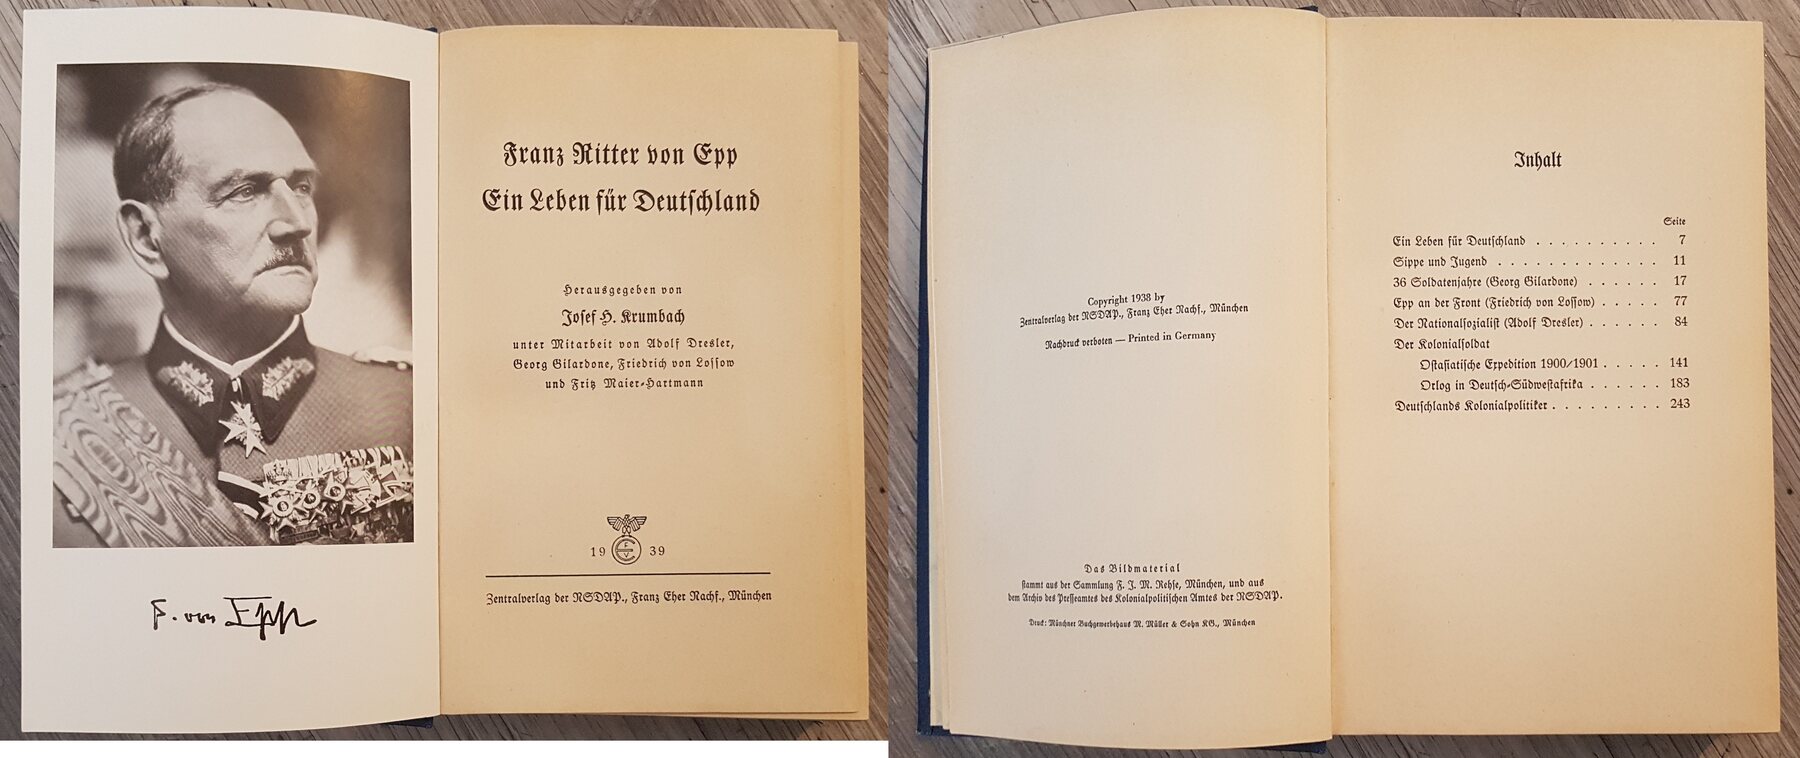 F. von Epp
Franz Ritter von Epp
Ein Leben für Deutschland
Herausgegeben von
Josef H. Krumbach
unter Mitarbeit von Adolf Dresler,
Georg Gilardone, Friedrich von Lossow
und Fritz Maier-Hartmann
19 39
Zentralverlag der NSDAP., Franz Eher Nachf., München
Copyright 1938 by
Zentralverlag der NSDAP., Franz Eher Nachf., München
Nachdruck verboten — Printed in Germany
Das Bildmaterial
stammt aus der Sammlung F. J. M. Rehse, München, und aus
dem Archiv des Presseamtes des Kolonialpolitischen Amtes der NSDAP.
Druck: Münchner Buchgewerbehaus M. Müller & Sohn KG., München
Inhalt
Seite
Ein Leben für Deutschland . . . . . . . . . . 7
Sippe und Jugend . . . . . . . . . . . . . 11
36 Soldatenjahre (Georg Gilardone) . . . . . . 17
Epp an der Front (Friedrich von Lossow) . . . . . 77
Der Nationalsozialist (Adolf Dresler) . . . . . . 84
Der Kolonialsoldat
Ostasiatische Expedition 1900/1901 . . . . . 141
Orlog in Deutsch-Südwestafrika . . . . . . 183
Deutschlands Kolonialpolitiker . . . . . . . . . 243